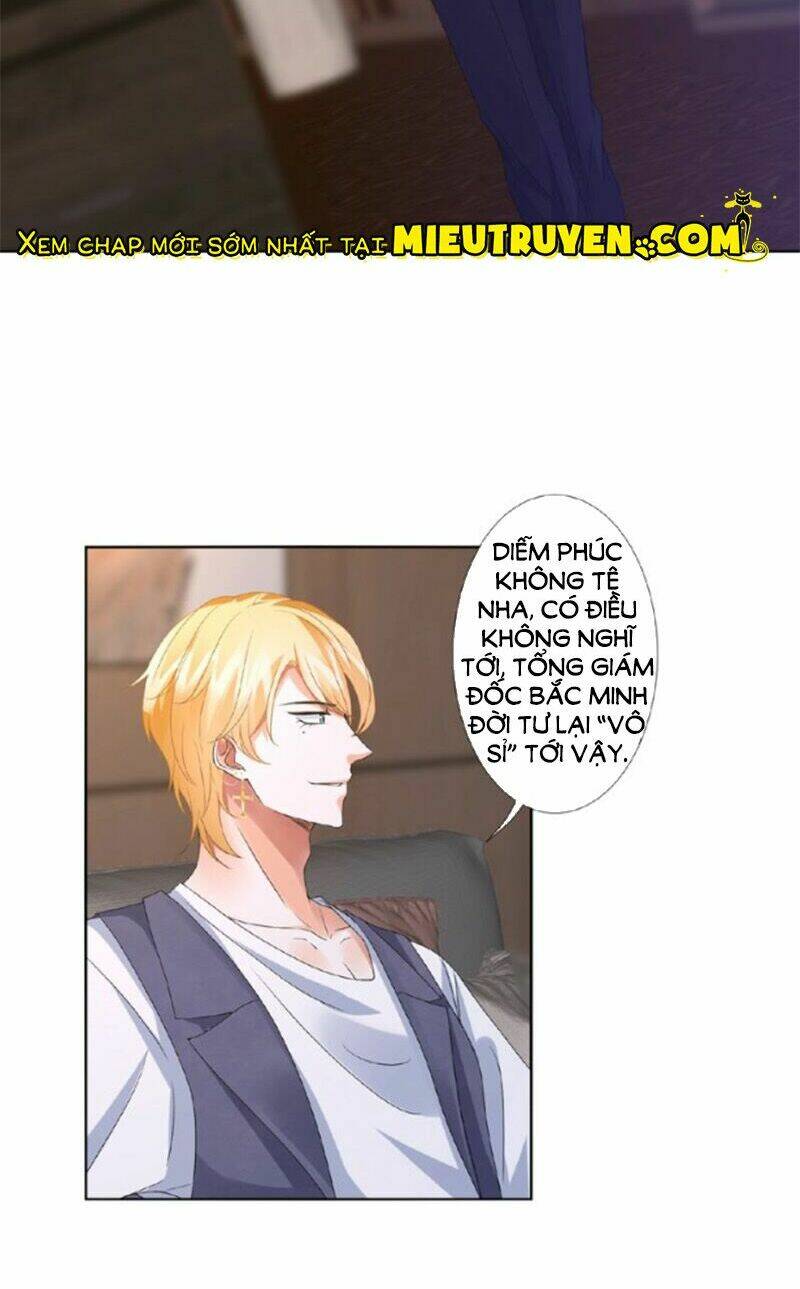 XEM CHAP MỚI SỚM NHẤT TẠI MIEUTRUYEN.COM
DIỄM PHÚC
KHÔNG TỆ
NHA, CÓ ĐIỀU
KHÔNG NGHĨ
TỚI, TỔNG GIÁM
ĐỐC BẮC MINH
ĐỜI TƯ LẠI “VÔ
SỈ” TỚI VẬY.